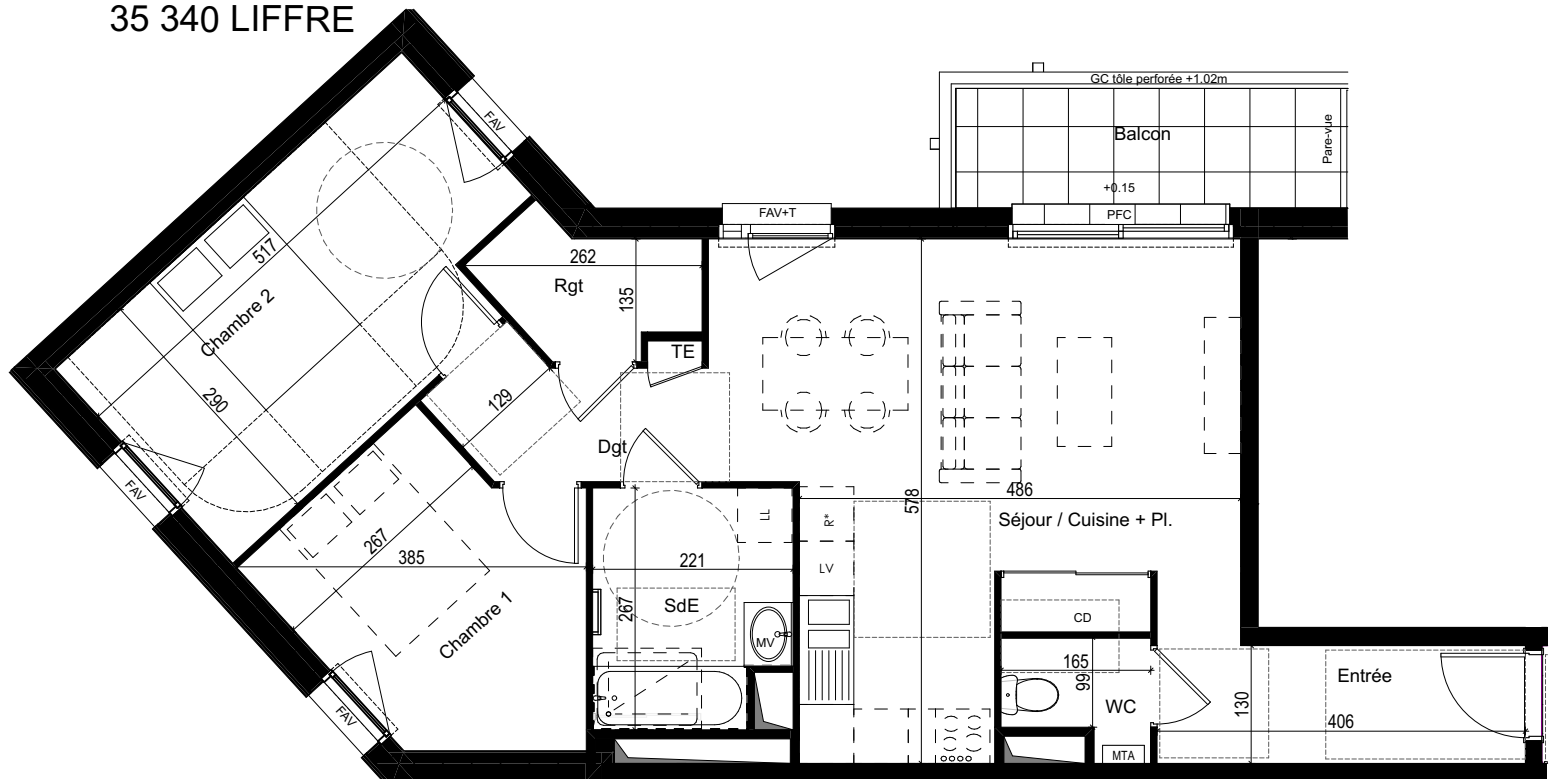 35 340 LIFFRE
GC tôle perforée +1.02m
FAV
Balcon
Pare-vue
+0.15
FAV+T
PFC
517
262
Rgt
135
Chambre 2
TE
290
129
Dgt
FAV
LL
R*
578
486
Séjour / Cuisine + Pl.
267
385
221
LV
267
SdE
Chambre 1
MV
CD
165
99
WC
130
Entrée
406
FAV
MTA